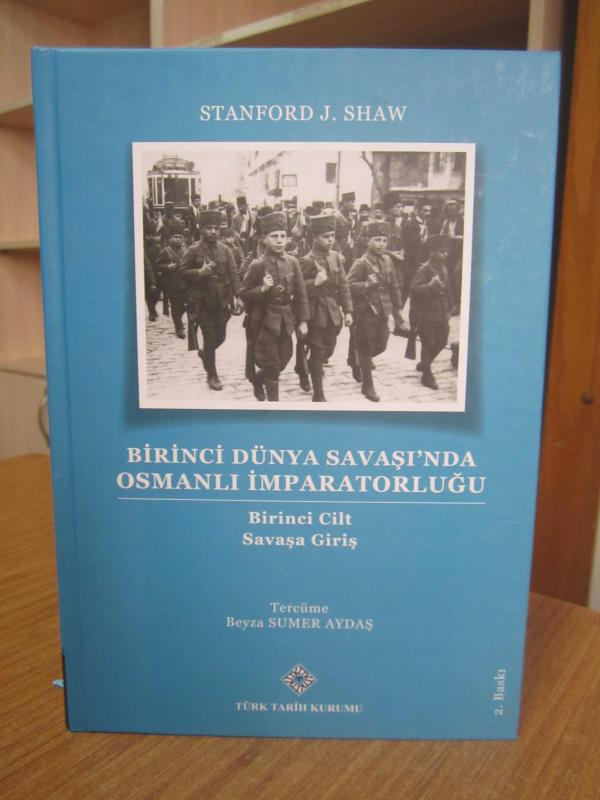 STANFORD J. SHAW
BİRİNCİ DÜNYA SAVAŞI'NDA
OSMANLI İMPARATORLUĞU
Birinci Cilt
Savaşa Giriş
Tercüme
Beyza SUMER AYDAŞ
TÜRK TARİH KURUMU
2. Baskı